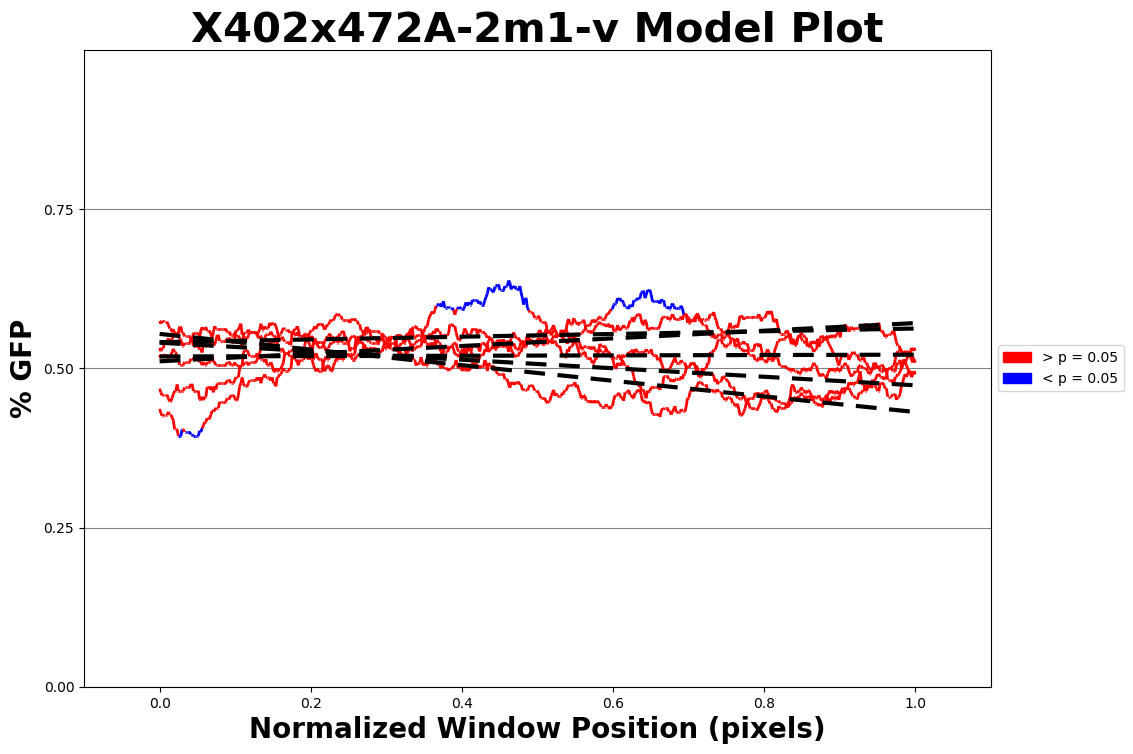 X402x472A-2m1-v Model Plot
% GFP
0.75
0.50
0.25
0.00
0.0 0.2 0.4 0.6 0.8 1.0
Normalized Window Position (pixels)
> p = 0.05
< p = 0.05